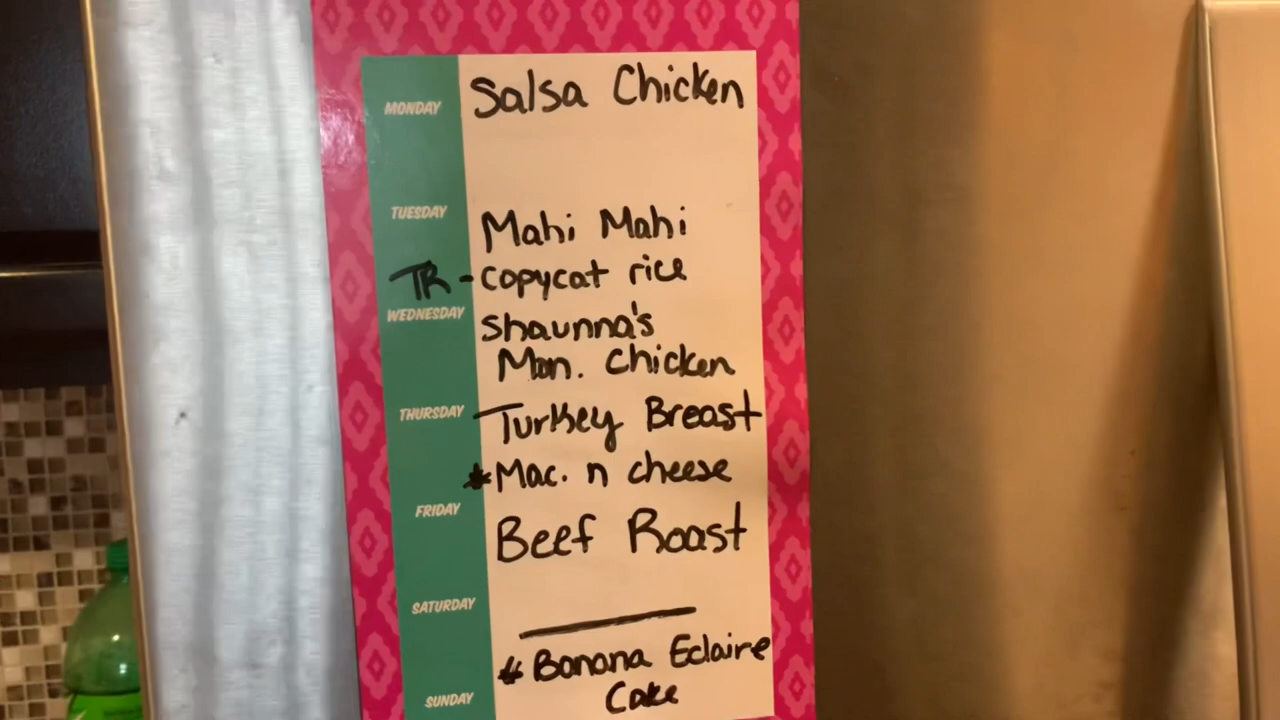 MONDAY Salsa Chicken
TUESDAY Mahi Mahi
TR - copycat rice
WEDNESDAY Shaunna's
Mon. Chicken
THURSDAY Turkey Breast
*Mac. n cheese
FRIDAY Beef Roast
SATURDAY
* Banana Eclaire
Cake
SUNDAY